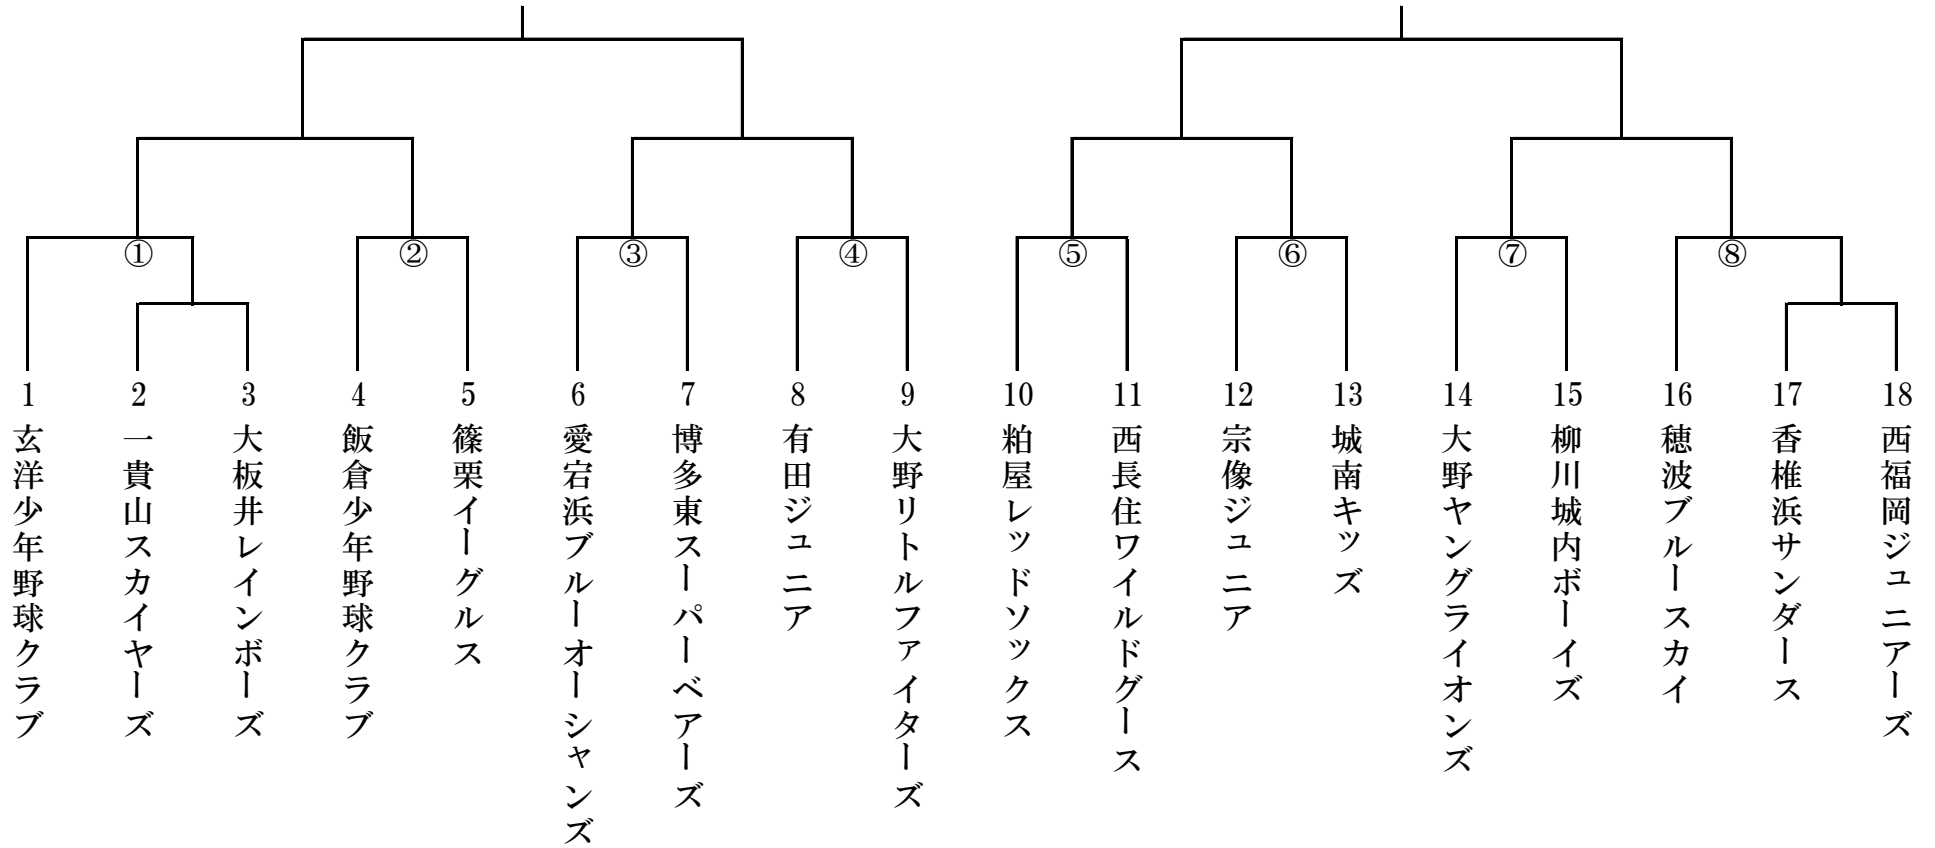 ① ② ③ ④ ⑤ ⑥ ⑦ ⑧
1 玄洋少年野球クラブ
2 一貴山スカイヤーズ
3 大板井レインボーズ
4 飯倉少年野球クラブ
5 篠栗イーグルス
6 愛宕浜ブルーオーシャンズ
7 博多東スーパーベアーズ
8 有田ジュニア
9 大野リトルファイターズ
10 粕屋レッドソックス
11 西長住ワイルドグース
12 宗像ジュニア
13 城南キッズ
14 大野ヤングライオンズ
15 柳川城内ボーイズ
16 穂波ブルースカイ
17 香椎浜サンダース
18 西福岡ジュニアーズ